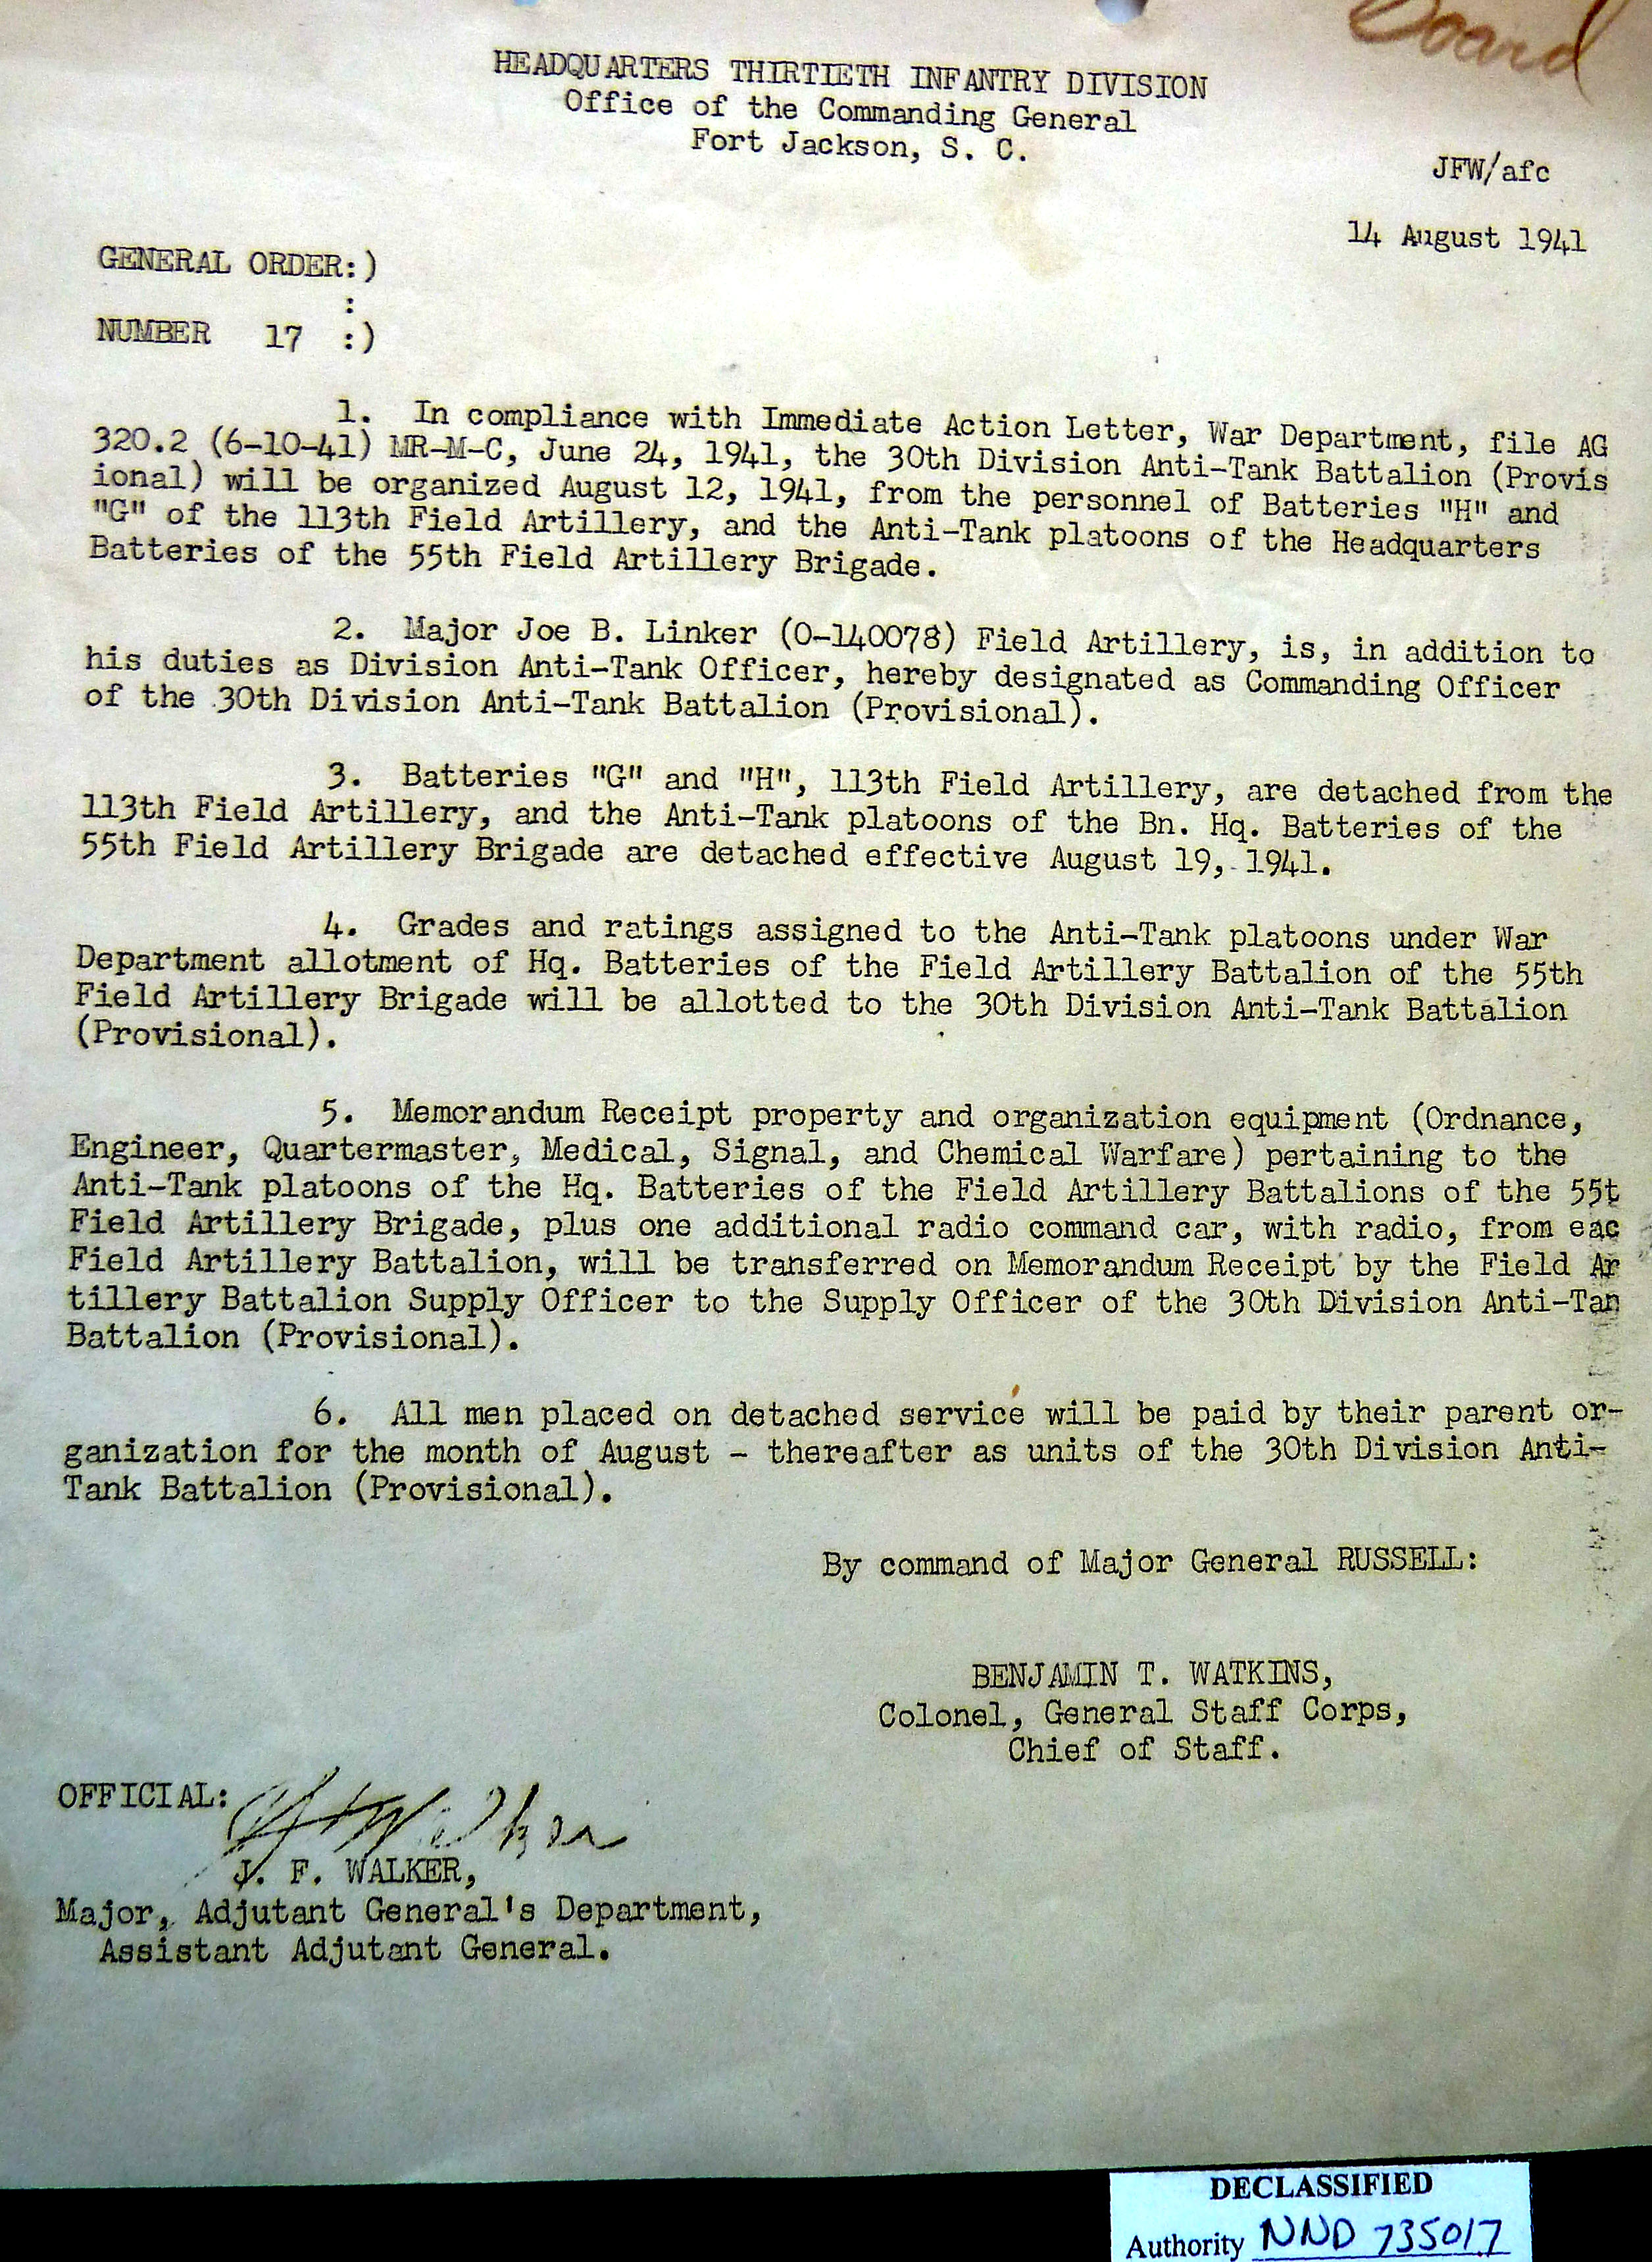 Board
HEADQUARTERS THIRTIETH INFANTRY DIVISION
Office of the Commanding General
Fort Jackson, S. C.
JFW/afc
14 August 1941
GENERAL ORDER:)
:
NUMBER 17 :)
1. In compliance with Immediate Action Letter, War Department, file AG
320.2 (6-10-41) MR-M-C, June 24, 1941, the 30th Division Anti-Tank Battalion (Provis
ional) will be organized August 12, 1941, from the personnel of Batteries "H" and
"G" of the 113th Field Artillery, and the Anti-Tank platoons of the Headquarters
Batteries of the 55th Field Artillery Brigade.
2. Major Joe B. Linker (O-140078) Field Artillery, is, in addition to
his duties as Division Anti-Tank Officer, hereby designated as Commanding Officer
of the 30th Division Anti-Tank Battalion (Provisional).
3. Batteries "G" and "H", 113th Field Artillery, are detached from the
113th Field Artillery, and the Anti-Tank platoons of the Bn. Hq. Batteries of the
55th Field Artillery Brigade are detached effective August 19, 1941.
4. Grades and ratings assigned to the Anti-Tank platoons under War
Department allotment of Hq. Batteries of the Field Artillery Battalion of the 55th
Field Artillery Brigade will be allotted to the 30th Division Anti-Tank Battalion
(Provisional).
5. Memorandum Receipt property and organization equipment (Ordnance,
Engineer, Quartermaster, Medical, Signal, and Chemical Warfare) pertaining to the
Anti-Tank platoons of the Hq. Batteries of the Field Artillery Battalions of the 55t
Field Artillery Brigade, plus one additional radio command car, with radio, from eac
Field Artillery Battalion, will be transferred on Memorandum Receipt by the Field Ar
tillery Battalion Supply Officer to the Supply Officer of the 30th Division Anti-Tan
Battalion (Provisional).
6. All men placed on detached service will be paid by their parent or-
ganization for the month of August - thereafter as units of the 30th Division Anti-
Tank Battalion (Provisional).
By command of Major General RUSSELL:
BENJAMIN T. WATKINS,
Colonel, General Staff Corps,
Chief of Staff.
OFFICIAL:
J. F. WALKER,
Major, Adjutant General's Department,
Assistant Adjutant General.
DECLASSIFIED
Authority NND 735017